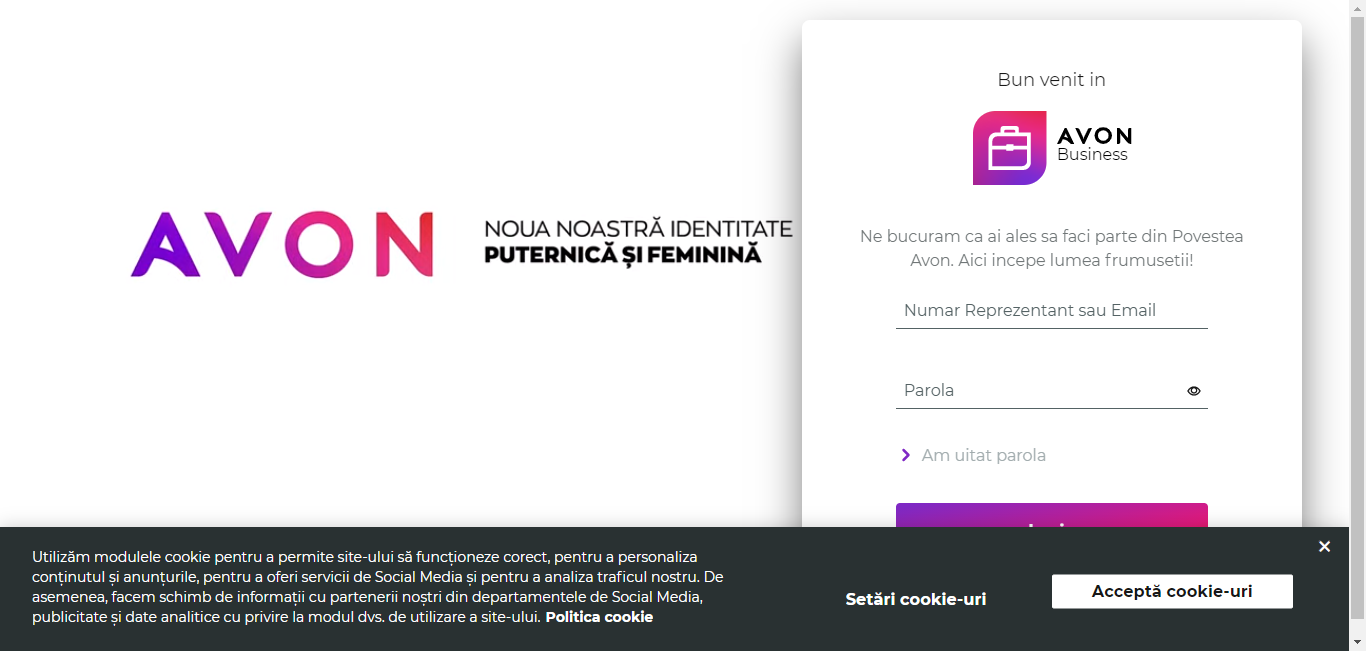 AVON
NOUA NOASTRĂ IDENTITATE
PUTERNICĂ ȘI FEMININĂ
Bun venit in
AVON
Business
Ne bucuram ca ai ales sa faci parte din Povestea
Avon. Aici incepe lumea frumusetii!
Numar Reprezentant sau Email
Parola
Am uitat parola
Utilizăm modulele cookie pentru a permite site-ului să funcționeze corect, pentru a personaliza
conținutul și anunțurile, pentru a oferi servicii de Social Media și pentru a analiza traficul nostru. De
asemenea, facem schimb de informații cu partenerii noștri din departamentele de Social Media,
publicitate și date analitice cu privire la modul dvs. de utilizare a site-ului. Politica cookie
Setări cookie-uri
Acceptă cookie-uri